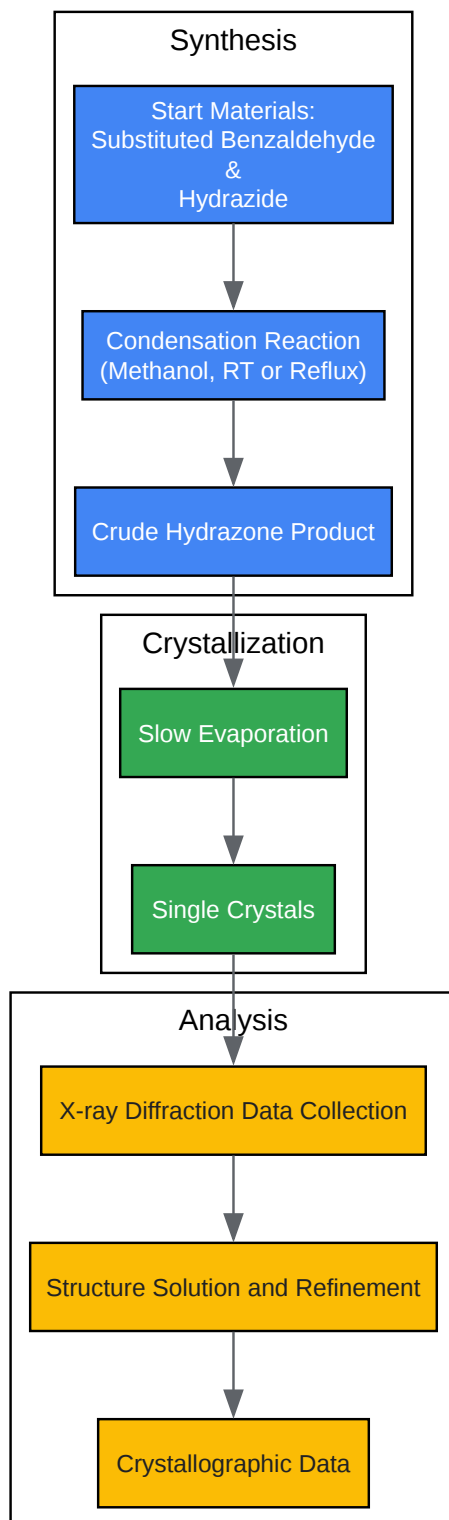 Synthesis
Start Materials:
Substituted Benzaldehyde
&
Hydrazide
Condensation Reaction
(Methanol, RT or Reflux)
Crude Hydrazone Product
Crystallization
Slow Evaporation
Single Crystals
Analysis
X-ray Diffraction Data Collection
Structure Solution and Refinement
Crystallographic Data